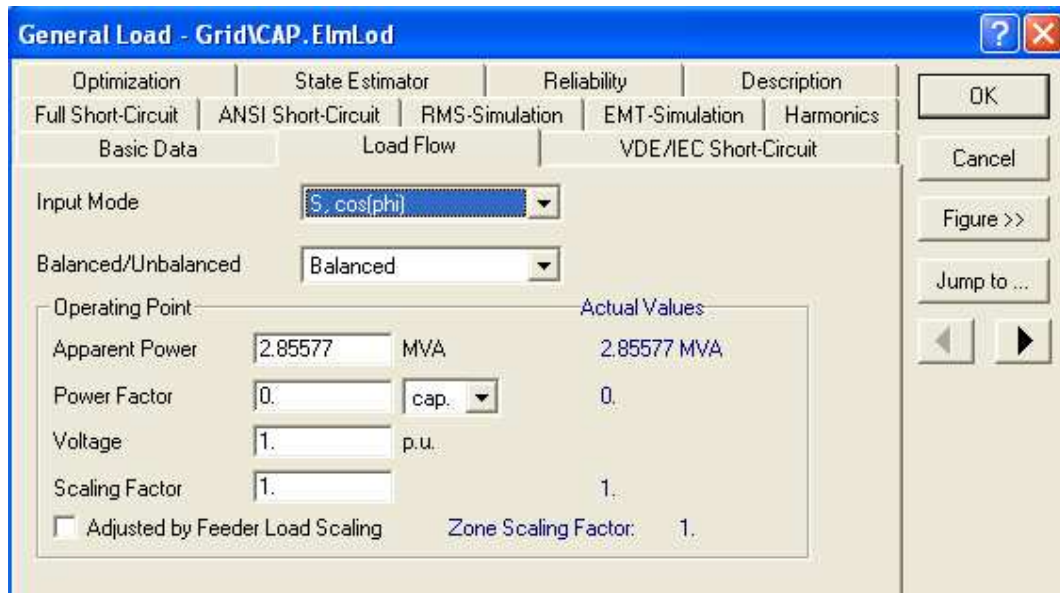 General Load - Grid\CAP.ElmLod
Optimization State Estimator Reliability Description
Full Short-Circuit ANSI Short-Circuit RMS-Simulation EMT-Simulation Harmonics
Basic Data Load Flow VDE/IEC Short-Circuit
OK
Cancel
Figure >>
Jump to ...
Input Mode S, cos(phi)
Balanced/Unbalanced Balanced
Operating Point Actual Values
Apparent Power 2.85577 MVA 2.85577 MVA
Power Factor 0. cap. 0.
Voltage 1. p.u.
Scaling Factor 1. 1.
Adjusted by Feeder Load Scaling Zone Scaling Factor: 1.